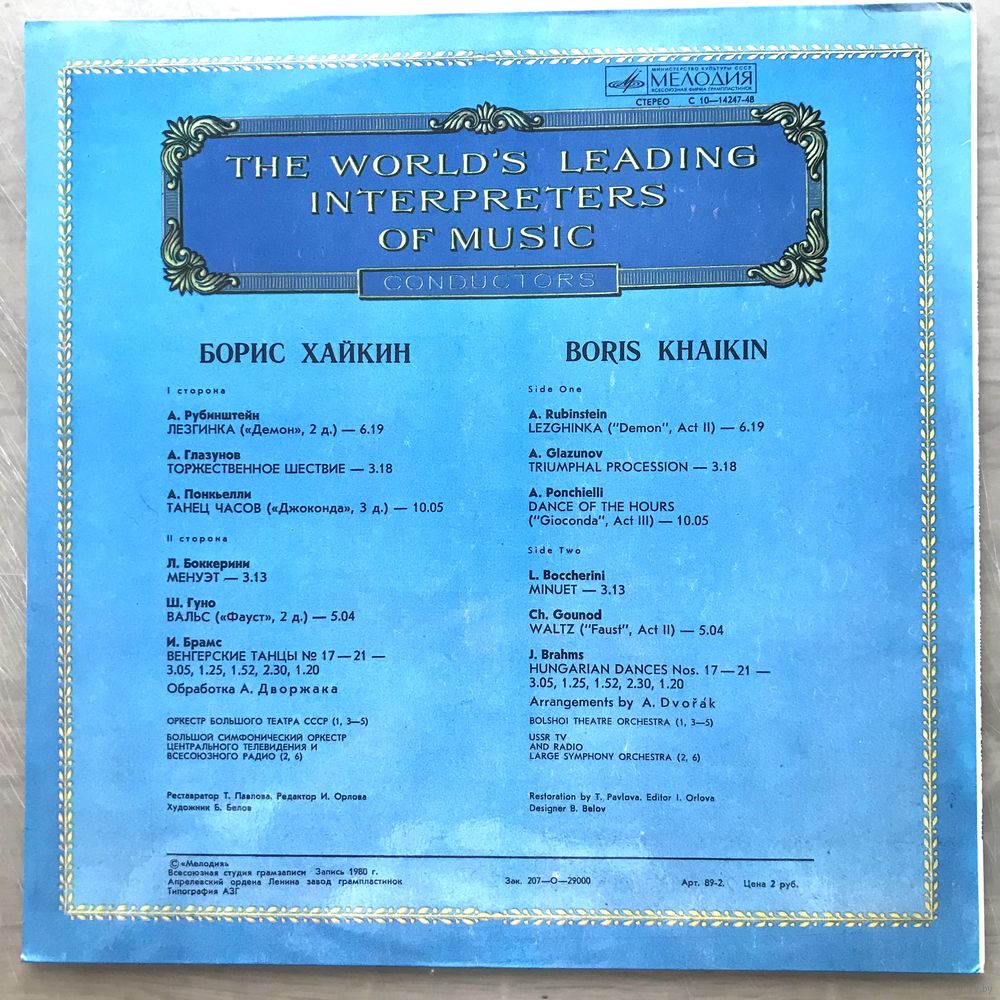 МИНИСТЕРСТВО КУЛЬТУРЫ СССР
МЕЛОДИЯ
ВСЕСОЮЗНАЯ ФИРМА ГРАМПЛАСТИНОК
СТЕРЕО С 10—14247-48
THE WORLD'S LEADING
INTERPRETERS
OF MUSIC
CONDUCTORS
БОРИС ХАЙКИН
I сторона
А. Рубинштейн
ЛЕЗГИНКА («Демон», 2 д.) — 6.19
А. Глазунов
ТОРЖЕСТВЕННОЕ ШЕСТВИЕ — 3.18
А. Понкьелли
ТАНЕЦ ЧАСОВ («Джоконда», 3 д.) — 10.05
II сторона
Л. Боккерини
МЕНУЭТ — 3.13
Ш. Гуно
ВАЛЬС («Фауст», 2 д.) — 5.04
И. Брамс
ВЕНГЕРСКИЕ ТАНЦЫ № 17—21 —
3.05, 1.25, 1.52, 2.30, 1.20
Обработка А. Дворжака
ОРКЕСТР БОЛЬШОГО ТЕАТРА СССР (1, 3—5)
БОЛЬШОЙ СИМФОНИЧЕСКИЙ ОРКЕСТР
ЦЕНТРАЛЬНОГО ТЕЛЕВИДЕНИЯ И
ВСЕСОЮЗНОГО РАДИО (2, 6)
Реставратор Т. Павлова. Редактор И. Орлова
Художник Б. Белов
BORIS KHAIKIN
Side One
A. Rubinstein
LEZGHINKA ("Demon", Act II) — 6.19
A. Glazunov
TRIUMPHAL PROCESSION — 3.18
A. Ponchielli
DANCE OF THE HOURS
("Gioconda", Act III) — 10.05
Side Two
L. Boccherini
MINUET — 3.13
Ch. Gounod
WALTZ ("Faust", Act II) — 5.04
J. Brahms
HUNGARIAN DANCES Nos. 17—21 —
3.05, 1.25, 1.52, 2.30, 1.20
Arrangements by A. Dvořák
BOLSHOI THEATRE ORCHESTRA (1, 3—5)
USSR TV
AND RADIO
LARGE SYMPHONY ORCHESTRA (2, 6)
Restoration by T. Pavlova. Editor I. Orlova
Designer B. Belov
© «Мелодия»
Всесоюзная студия грамзаписи Запись 1980 г.
Апрелевский ордена Ленина завод грампластинок
Типография АЗГ
Зак. 207—О—29000
Арт. 89-2. Цена 2 руб.